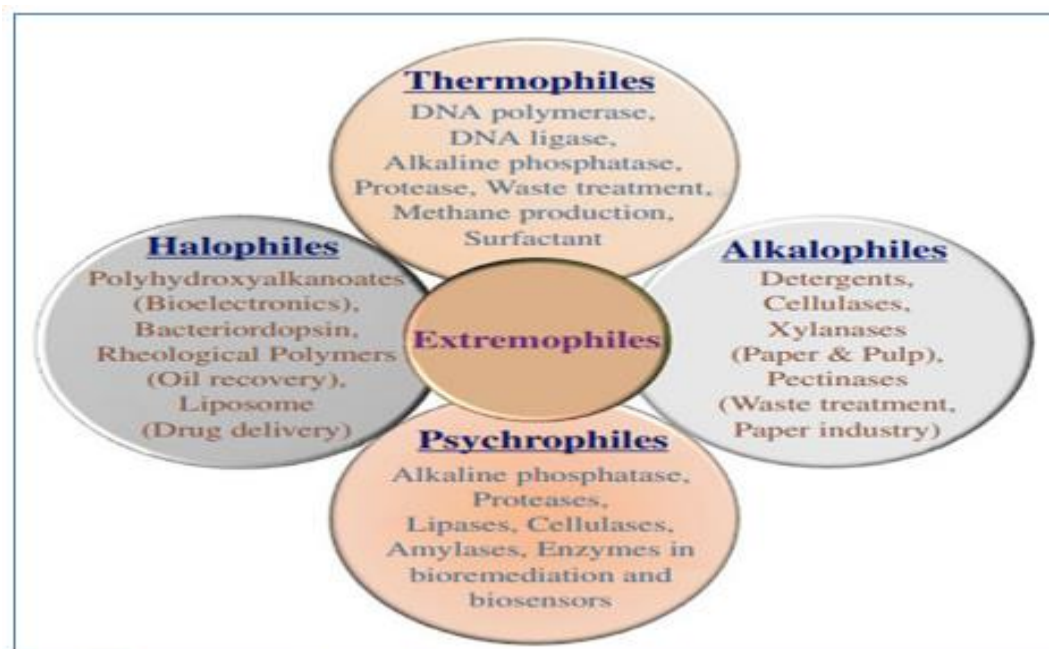 Thermophiles
DNA polymerase,
DNA ligase,
Alkaline phosphatase,
Protease, Waste treatment,
Methane production,
Surfactant
Halophiles
Polyhydroxyalkanoates
(Bioelectronics),
Bacteriordopsin,
Rheological Polymers
(Oil recovery),
Liposome
(Drug delivery)
Extremophiles
Alkalophiles
Detergents,
Cellulases,
Xylanases
(Paper & Pulp),
Pectinases
(Waste treatment,
Paper industry)
Psychrophiles
Alkaline phosphatase,
Proteases,
Lipases, Cellulases,
Amylases, Enzymes in
bioremediation and
biosensors